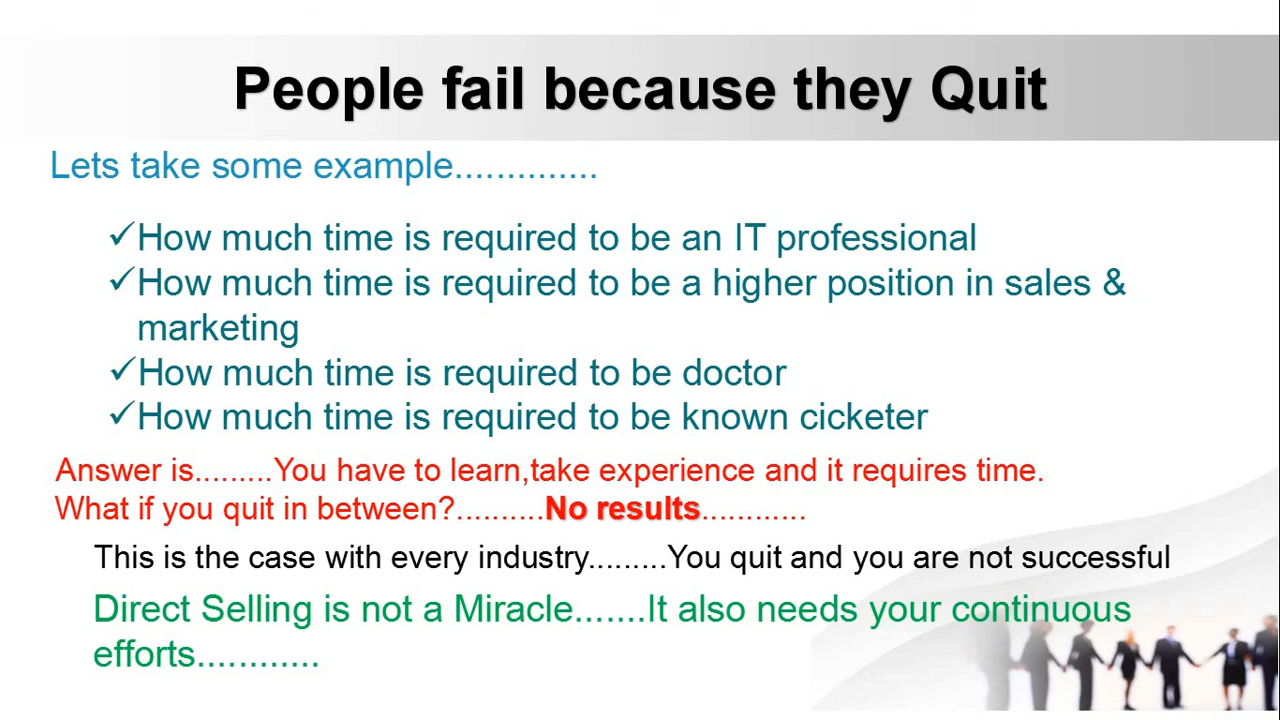 People fail because they Quit
Lets take some example..............
✓How much time is required to be an IT professional
✓How much time is required to be a higher position in sales &
marketing
✓How much time is required to be doctor
✓How much time is required to be known cicketer
Answer is.........You have to learn,take experience and it requires time.
What if you quit in between?..........No results............
This is the case with every industry.........You quit and you are not successful
Direct Selling is not a Miracle.......It also needs your continuous
efforts............